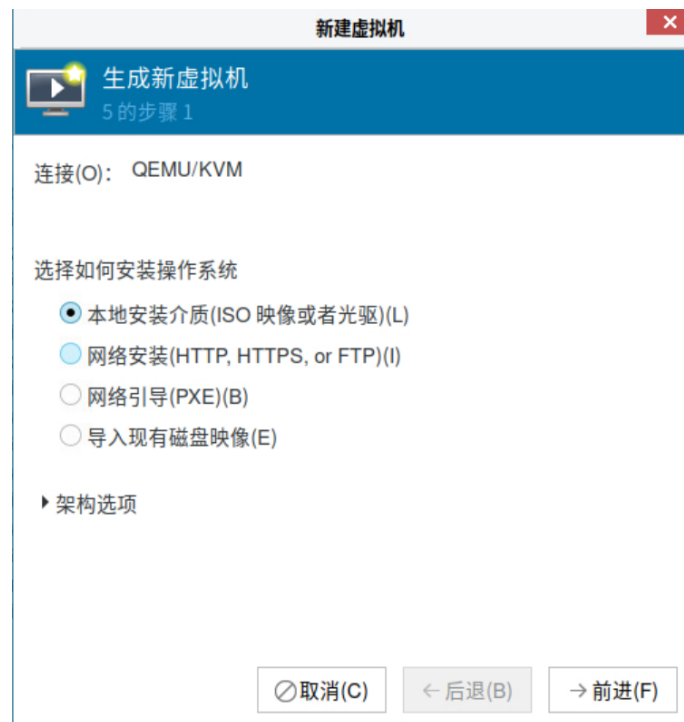 新建虚拟机
生成新虚拟机
5 的步骤 1
连接(O): QEMU/KVM
选择如何安装操作系统
本地安装介质(ISO 映像或者光驱)(L)
网络安装(HTTP, HTTPS, or FTP)(I)
网络引导(PXE)(B)
导入现有磁盘映像(E)
架构选项
取消(C) 后退(B) 前进(F)